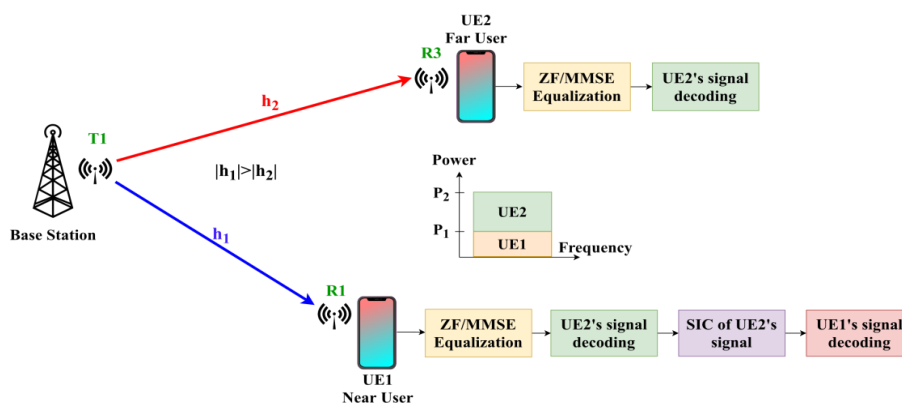 UE2
Far User
R3
ZF/MMSE
Equalization
UE2's signal
decoding
h2
T1
|h1|>|h2|
Base Station
Power
P2
UE2
P1
UE1
Frequency
h1
R1
ZF/MMSE
Equalization
UE2's signal
decoding
SIC of UE2's
signal
UE1's signal
decoding
UE1
Near User